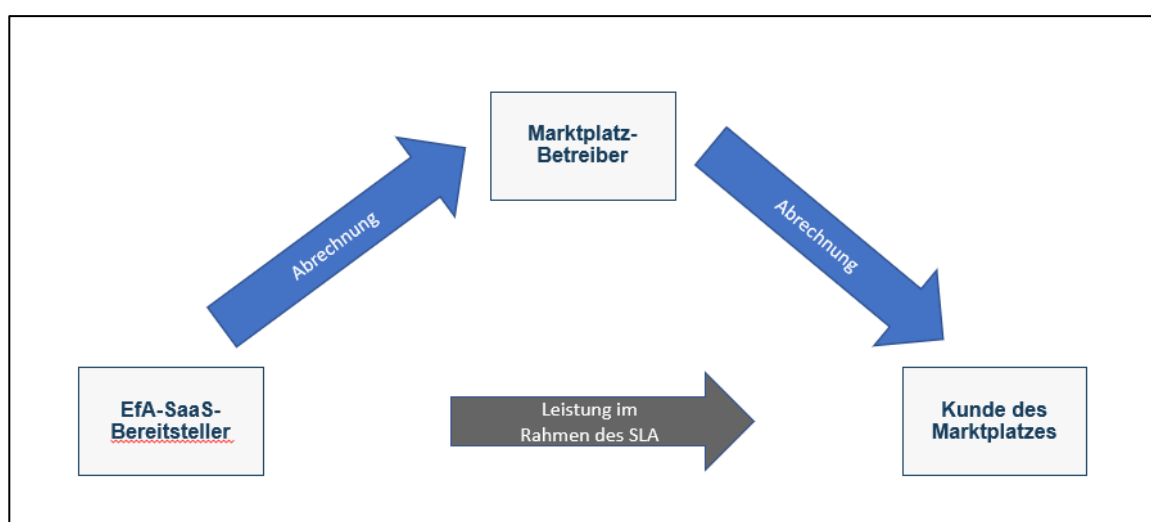 Marktplatz-
Betreiber
Abrechnung
Abrechnung
EfA-SaaS-
Bereitsteller
Leistung im
Rahmen des SLA
Kunde des
Marktplatzes